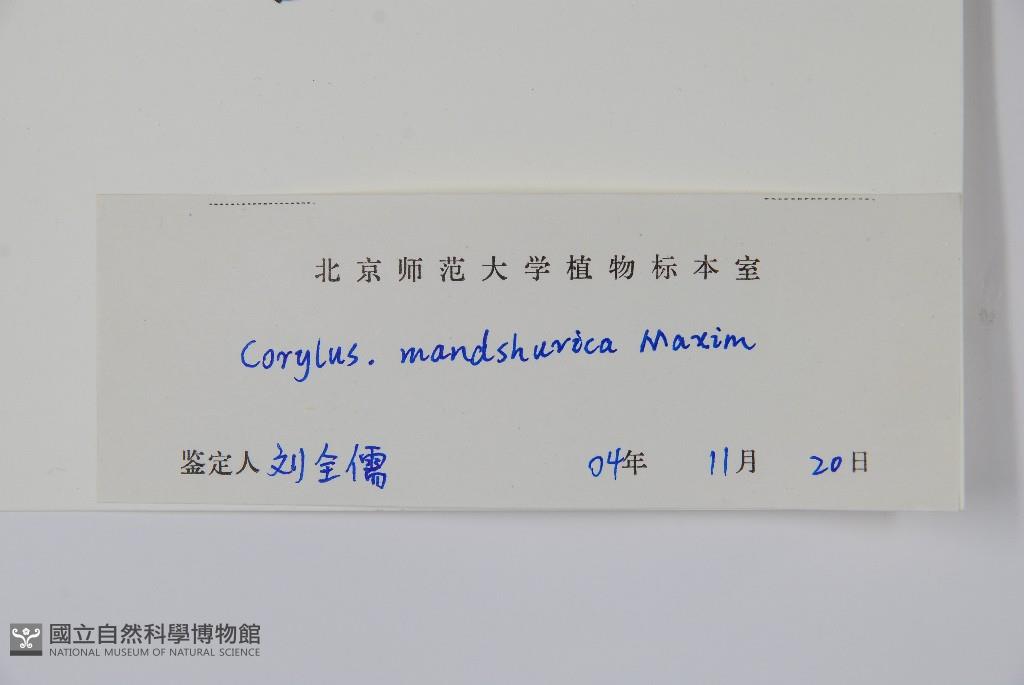 北京师范大学植物标本室
Corylus. mandshurica Maxim
鉴定人 刘全儒 04年 11月 20日
國立自然科學博物館
NATIONAL MUSEUM OF NATURAL SCIENCE